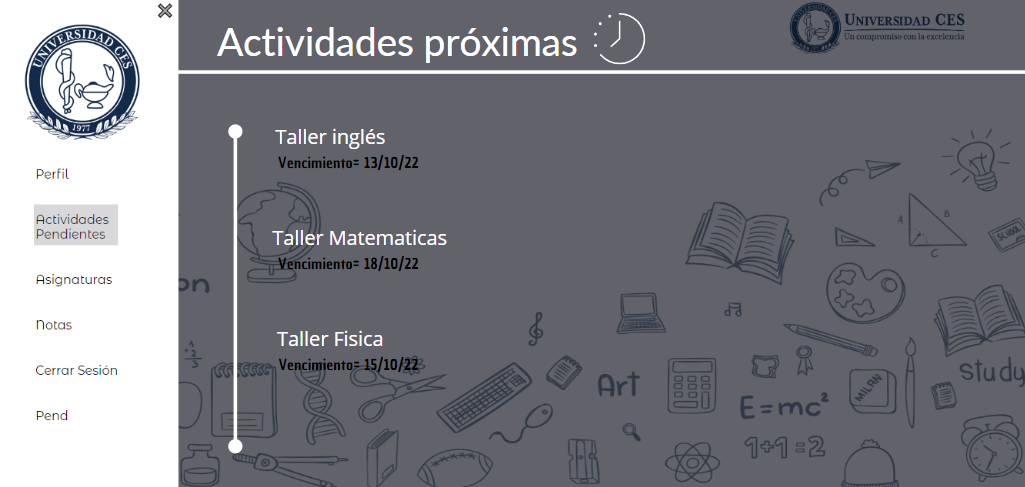 UNIVERSIDAD CES
1977
Perfil
Actividades
Pendientes
Asignaturas
Notas
Cerrar Sesión
Pend
Actividades próximas
UNIVERSIDAD CES
Un compromiso con la excelencia
Taller inglés
Vencimiento= 13/10/22
Taller Matematicas
Vencimiento= 18/10/22
Taller Fisica
Vencimiento= 15/10/22
A
B
C
SCHOOL
on
Art
MILAN
study
E=mc²
1+1=2